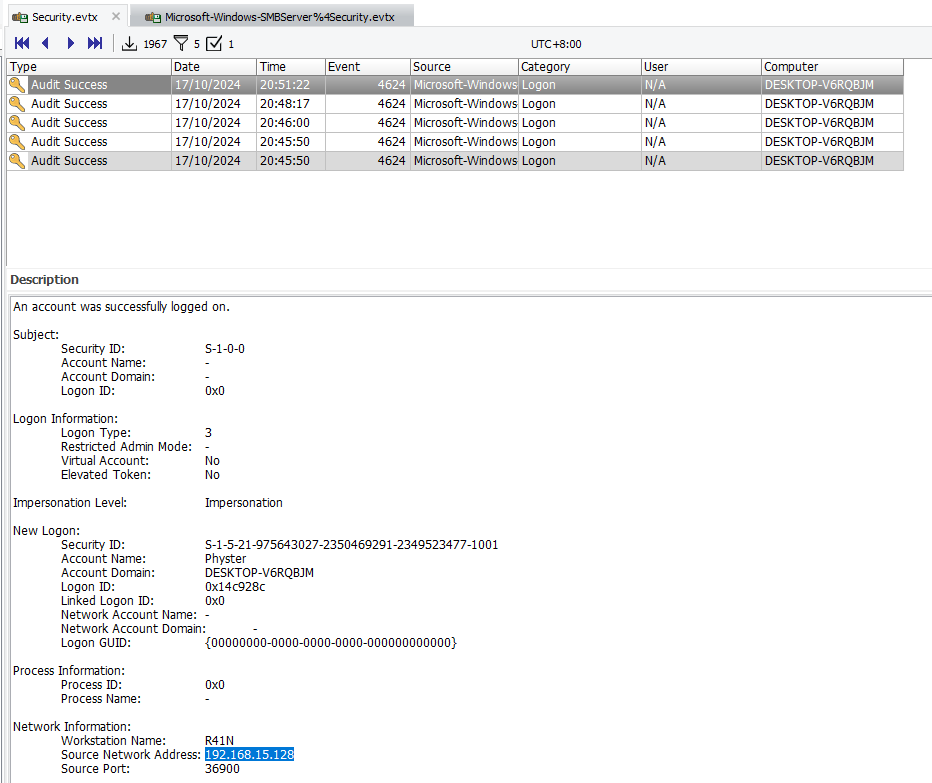 Security.evtx Microsoft-Windows-SMBServer%4Security.evtx
1967 5 1 UTC+8:00
Type Date Time Event Source Category User Computer
Audit Success 17/10/2024 20:51:22 4624 Microsoft-Windows Logon N/A DESKTOP-V6RQBJM
Audit Success 17/10/2024 20:48:17 4624 Microsoft-Windows Logon N/A DESKTOP-V6RQBJM
Audit Success 17/10/2024 20:46:00 4624 Microsoft-Windows Logon N/A DESKTOP-V6RQBJM
Audit Success 17/10/2024 20:45:50 4624 Microsoft-Windows Logon N/A DESKTOP-V6RQBJM
Audit Success 17/10/2024 20:45:50 4624 Microsoft-Windows Logon N/A DESKTOP-V6RQBJM
Description
An account was successfully logged on.
Subject:
Security ID: S-1-0-0
Account Name: -
Account Domain: -
Logon ID: 0x0
Logon Information:
Logon Type: 3
Restricted Admin Mode: -
Virtual Account: No
Elevated Token: No
Impersonation Level: Impersonation
New Logon:
Security ID: S-1-5-21-975643027-2350469291-2349523477-1001
Account Name: Physter
Account Domain: DESKTOP-V6RQBJM
Logon ID: 0x14c928c
Linked Logon ID: 0x0
Network Account Name: -
Network Account Domain: -
Logon GUID: {00000000-0000-0000-0000-000000000000}
Process Information:
Process ID: 0x0
Process Name: -
Network Information:
Workstation Name: R41N
Source Network Address: 192.168.15.128
Source Port: 36900